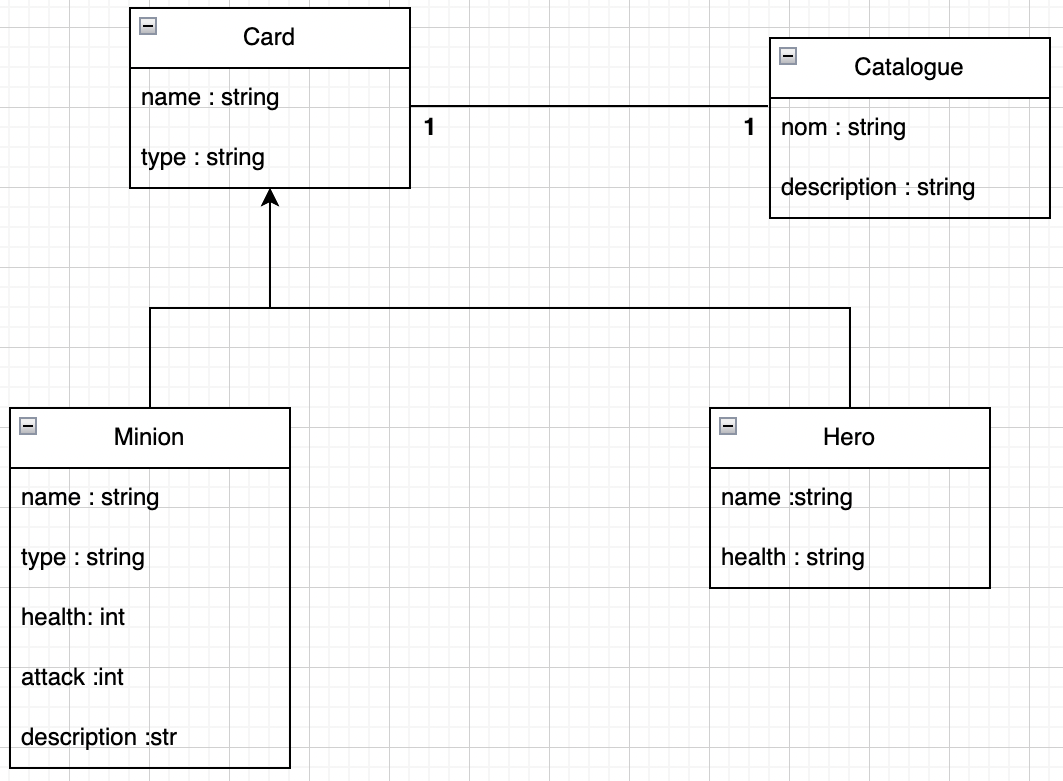 Card
name : string
type : string
1
1
Catalogue
nom : string
description : string
Minion
name : string
type : string
health: int
attack :int
description :str
Hero
name :string
health : string